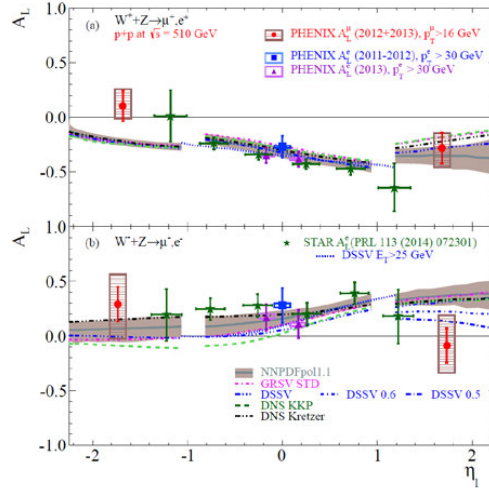 A_L
1.0
(a) W⁺+Z→μ⁺,e⁺
p+p at √s = 510 GeV
PHENIX A_L^μ (2012+2013), p_T^μ>16 GeV
PHENIX A_L^e (2011-2012), p_T^e > 30 GeV
PHENIX A_L^e (2013), p_T^e > 30 GeV
0.5
0.0
-0.5
1.0
A_L
(b) W⁻+Z→μ⁻,e⁻
STAR A_L^e (PRL 113 (2014) 072301)
DSSV E_T>25 GeV
0.5
0.0
NNPDFpol1.1
GRSV STD
DSSV DSSV 0.6 DSSV 0.5
DNS KKP
DNS Kretzer
-0.5
-1.0
-2 -1 0 1 2
η_l